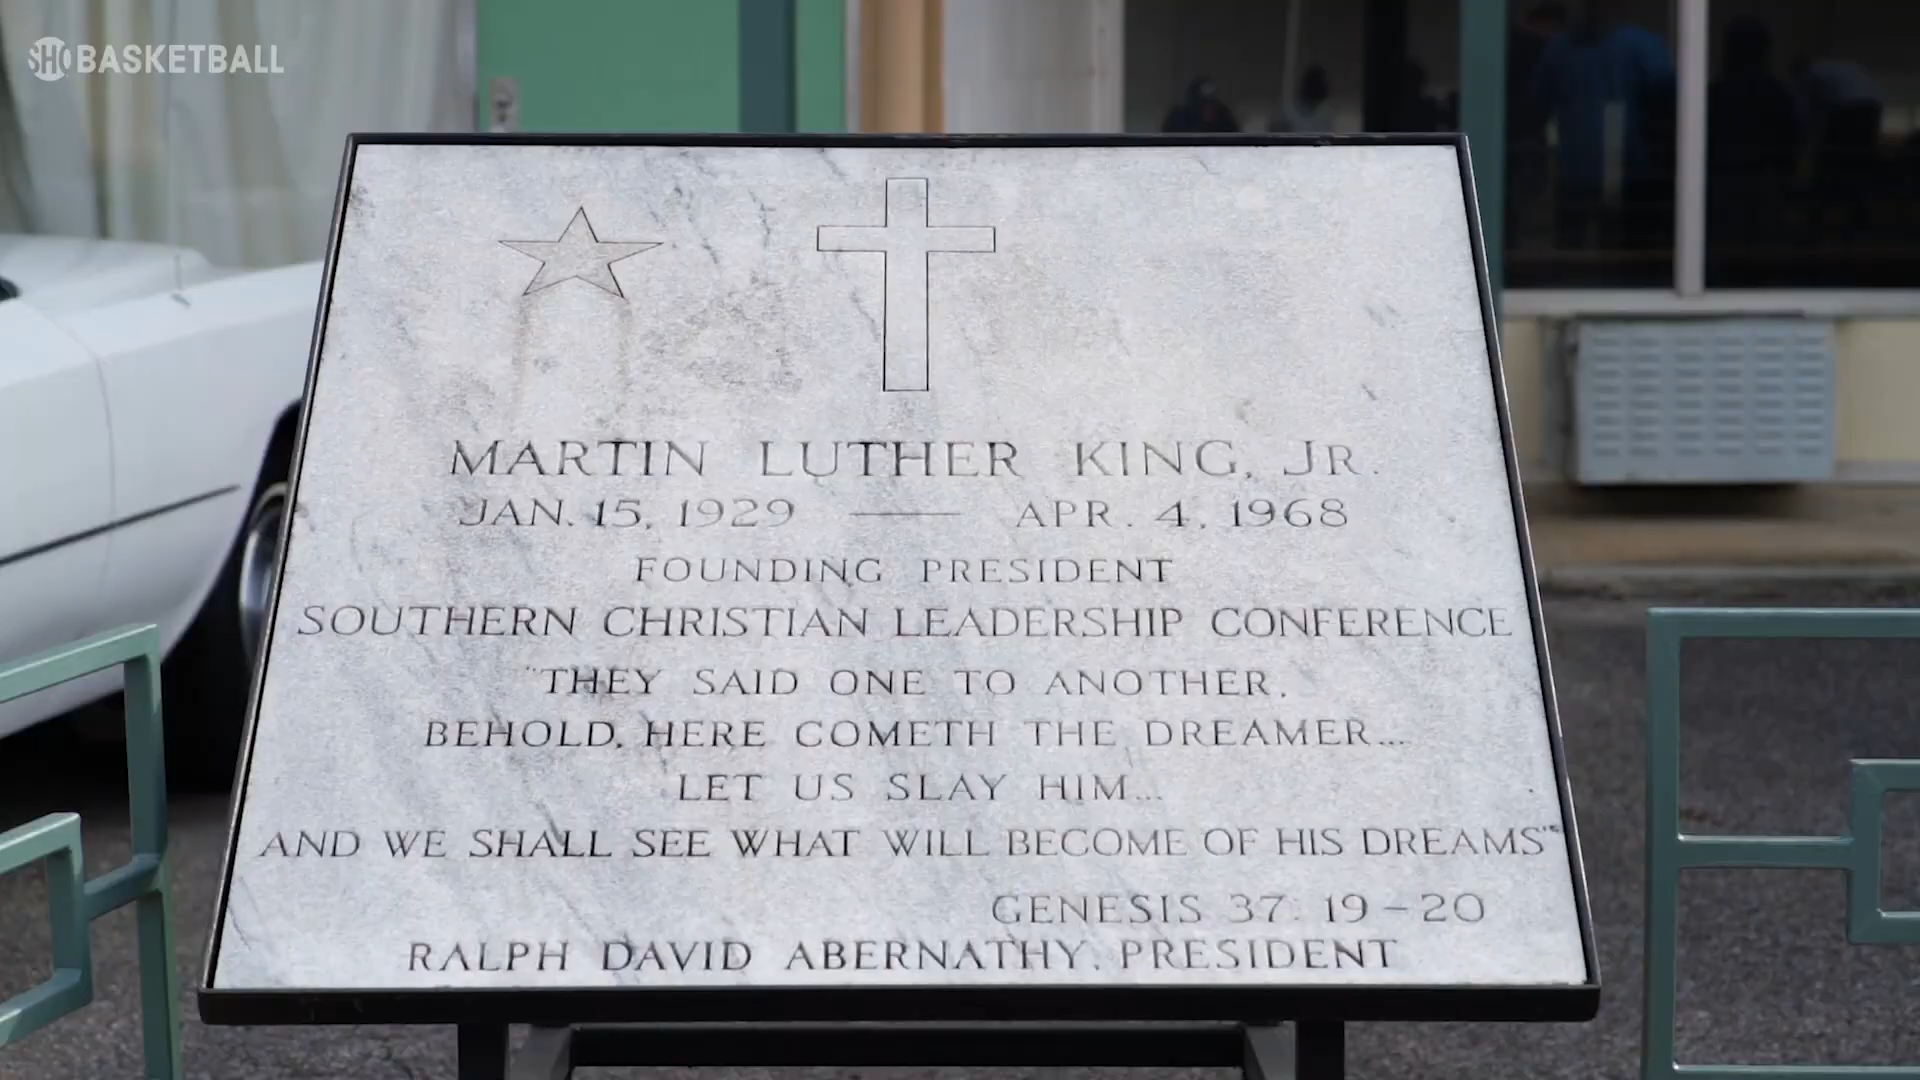 SHO BASKETBALL
MARTIN LUTHER KING, JR.
JAN. 15, 1929 — APR. 4, 1968
FOUNDING PRESIDENT
SOUTHERN CHRISTIAN LEADERSHIP CONFERENCE
"THEY SAID ONE TO ANOTHER,
BEHOLD, HERE COMETH THE DREAMER...
LET US SLAY HIM...
AND WE SHALL SEE WHAT WILL BECOME OF HIS DREAMS"
GENESIS 37: 19-20
RALPH DAVID ABERNATHY, PRESIDENT